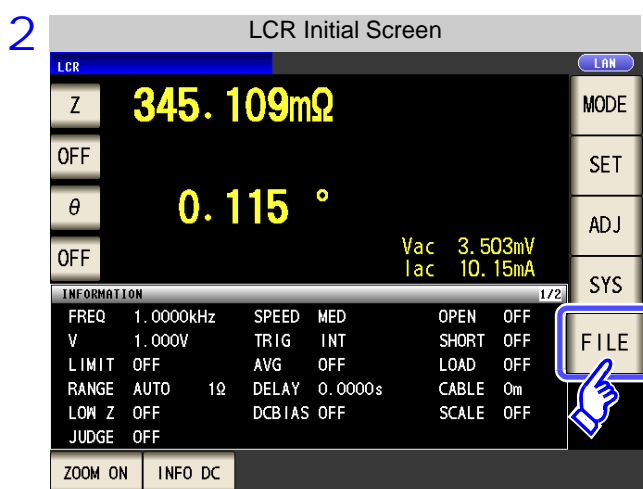 2
LCR Initial Screen
LCR
LAN
Z 345.109mΩ
MODE
OFF
SET
θ 0.115 °
ADJ
OFF
Vac 3.503mV
Iac 10.15mA
SYS
INFORMATION 1/2
FREQ 1.0000kHz SPEED MED OPEN OFF
V 1.000V TRIG INT SHORT OFF
FILE
LIMIT OFF AVG OFF LOAD OFF
RANGE AUTO 1Ω DELAY 0.0000s CABLE 0m
LOW Z OFF DCBIAS OFF SCALE OFF
JUDGE OFF
ZOOM ON INFO DC